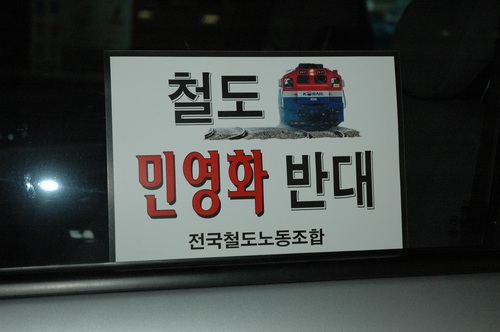 철도
민영화 반대
전국철도노동조합